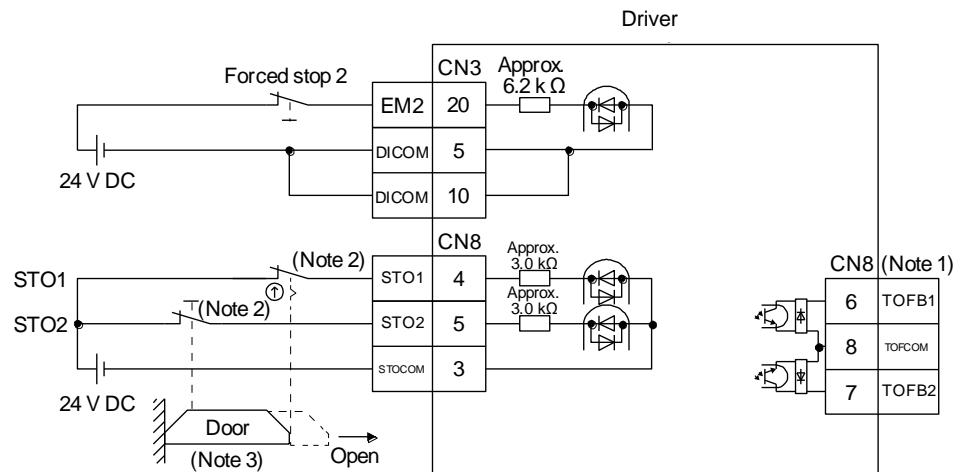 Driver
CN3
Approx.
6.2 k Ω
Forced stop 2
EM2 20
DICOM 5
24 V DC
DICOM 10
CN8
Approx.
3.0 kΩ
(Note 2)
STO1
STO1 4
CN8 (Note 1)
Approx.
3.0 kΩ
6 TOFB1
STO2
(Note 2)
STO2 5
8 TOFCOM
STOCOM 3
7 TOFB2
24 V DC
Door
(Note 3)
Open